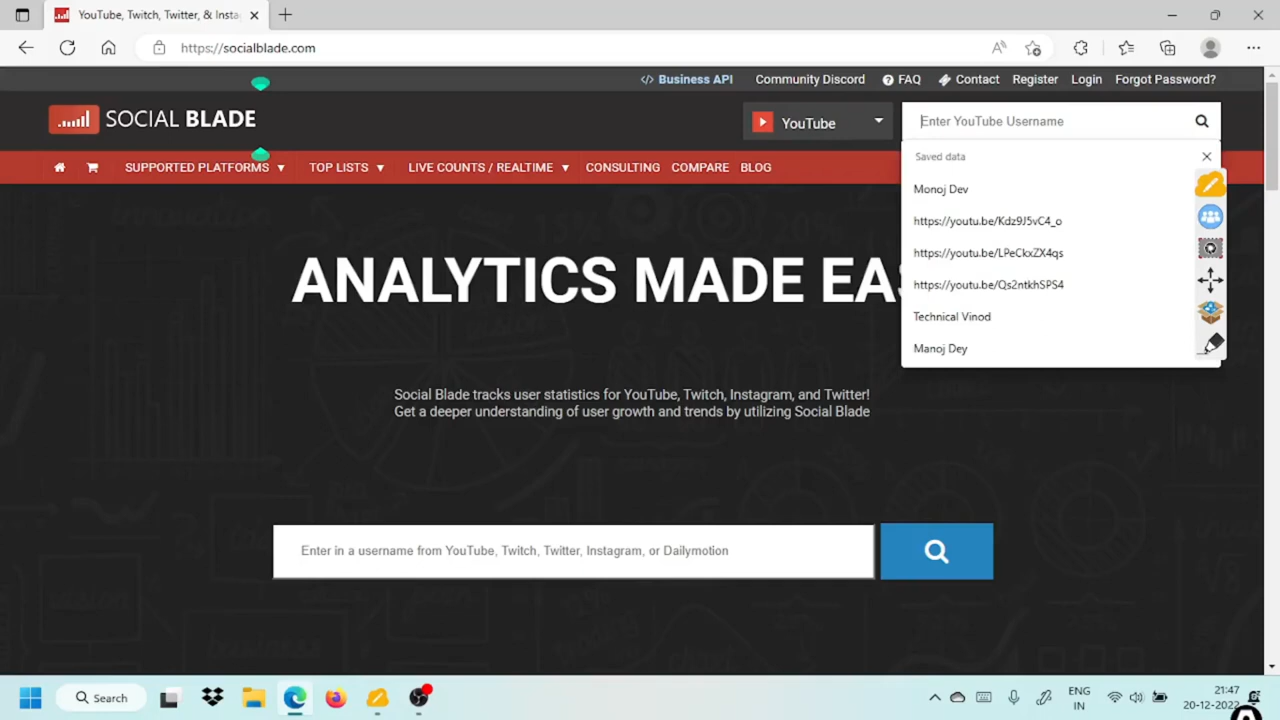 YouTube, Twitch, Twitter, & Insta
https://socialblade.com
Business API Community Discord FAQ Contact Register Login Forgot Password?
SOCIAL BLADE
YouTube
Enter YouTube Username
SUPPORTED PLATFORMS TOP LISTS LIVE COUNTS / REALTIME CONSULTING COMPARE BLOG
Saved data
Monoj Dev
https://youtu.be/Kdz9J5vC4_o
https://youtu.be/LPeCkxZX4qs
https://youtu.be/Qs2ntkhSPS4
Technical Vinod
Manoj Dey
ANALYTICS MADE EAS
Social Blade tracks user statistics for YouTube, Twitch, Instagram, and Twitter!
Get a deeper understanding of user growth and trends by utilizing Social Blade
Enter in a username from YouTube, Twitch, Twitter, Instagram, or Dailymotion
Search
ENG
IN
21:47
20-12-2022